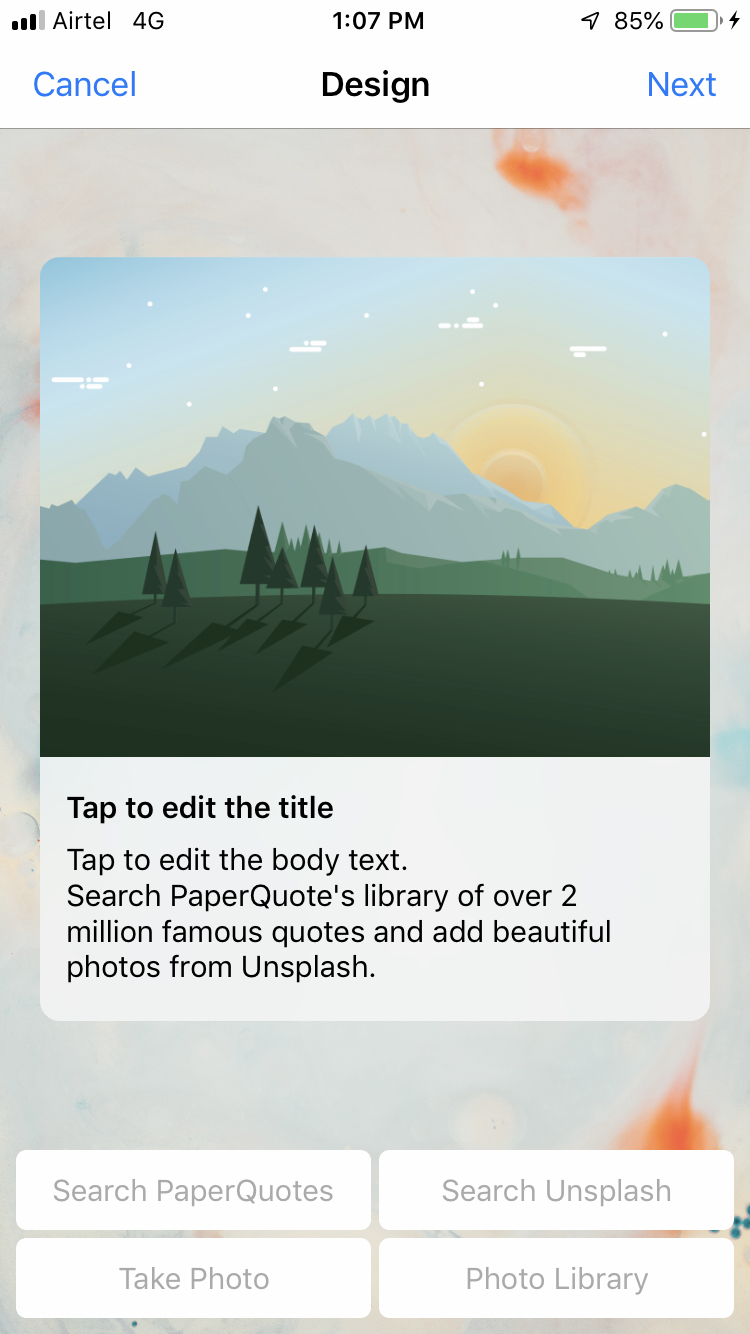 Airtel 4G 1:07 PM 85%
Cancel Design Next
Tap to edit the title
Tap to edit the body text.
Search PaperQuote's library of over 2
million famous quotes and add beautiful
photos from Unsplash.
Search PaperQuotes Search Unsplash
Take Photo Photo Library